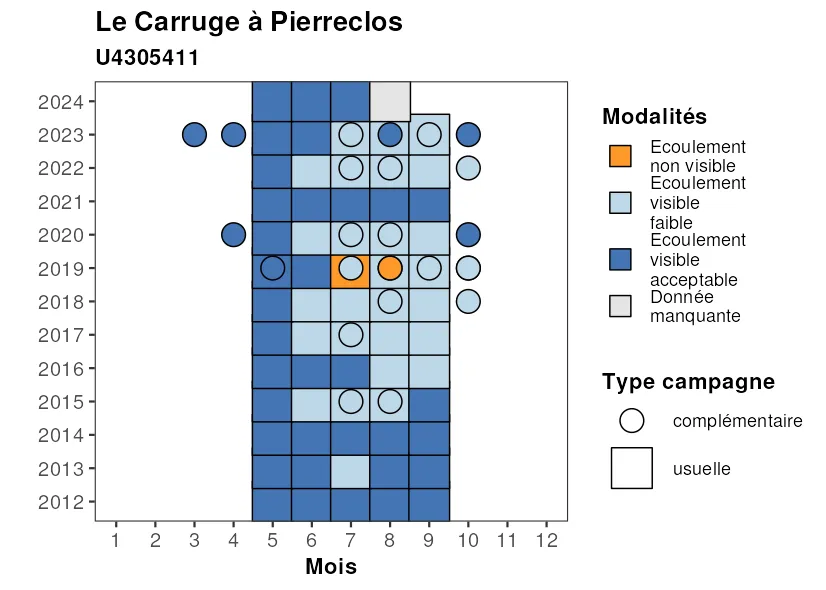 Le Carruge à Pierreclos
U4305411
2024
2023
2022
2021
2020
2019
2018
2017
2016
2015
2014
2013
2012
1 2 3 4 5 6 7 8 9 10 11 12
Mois
Modalités
Ecoulement
non visible
Ecoulement
visible
faible
Ecoulement
visible
acceptable
Donnée
manquante
Type campagne
complémentaire
usuelle